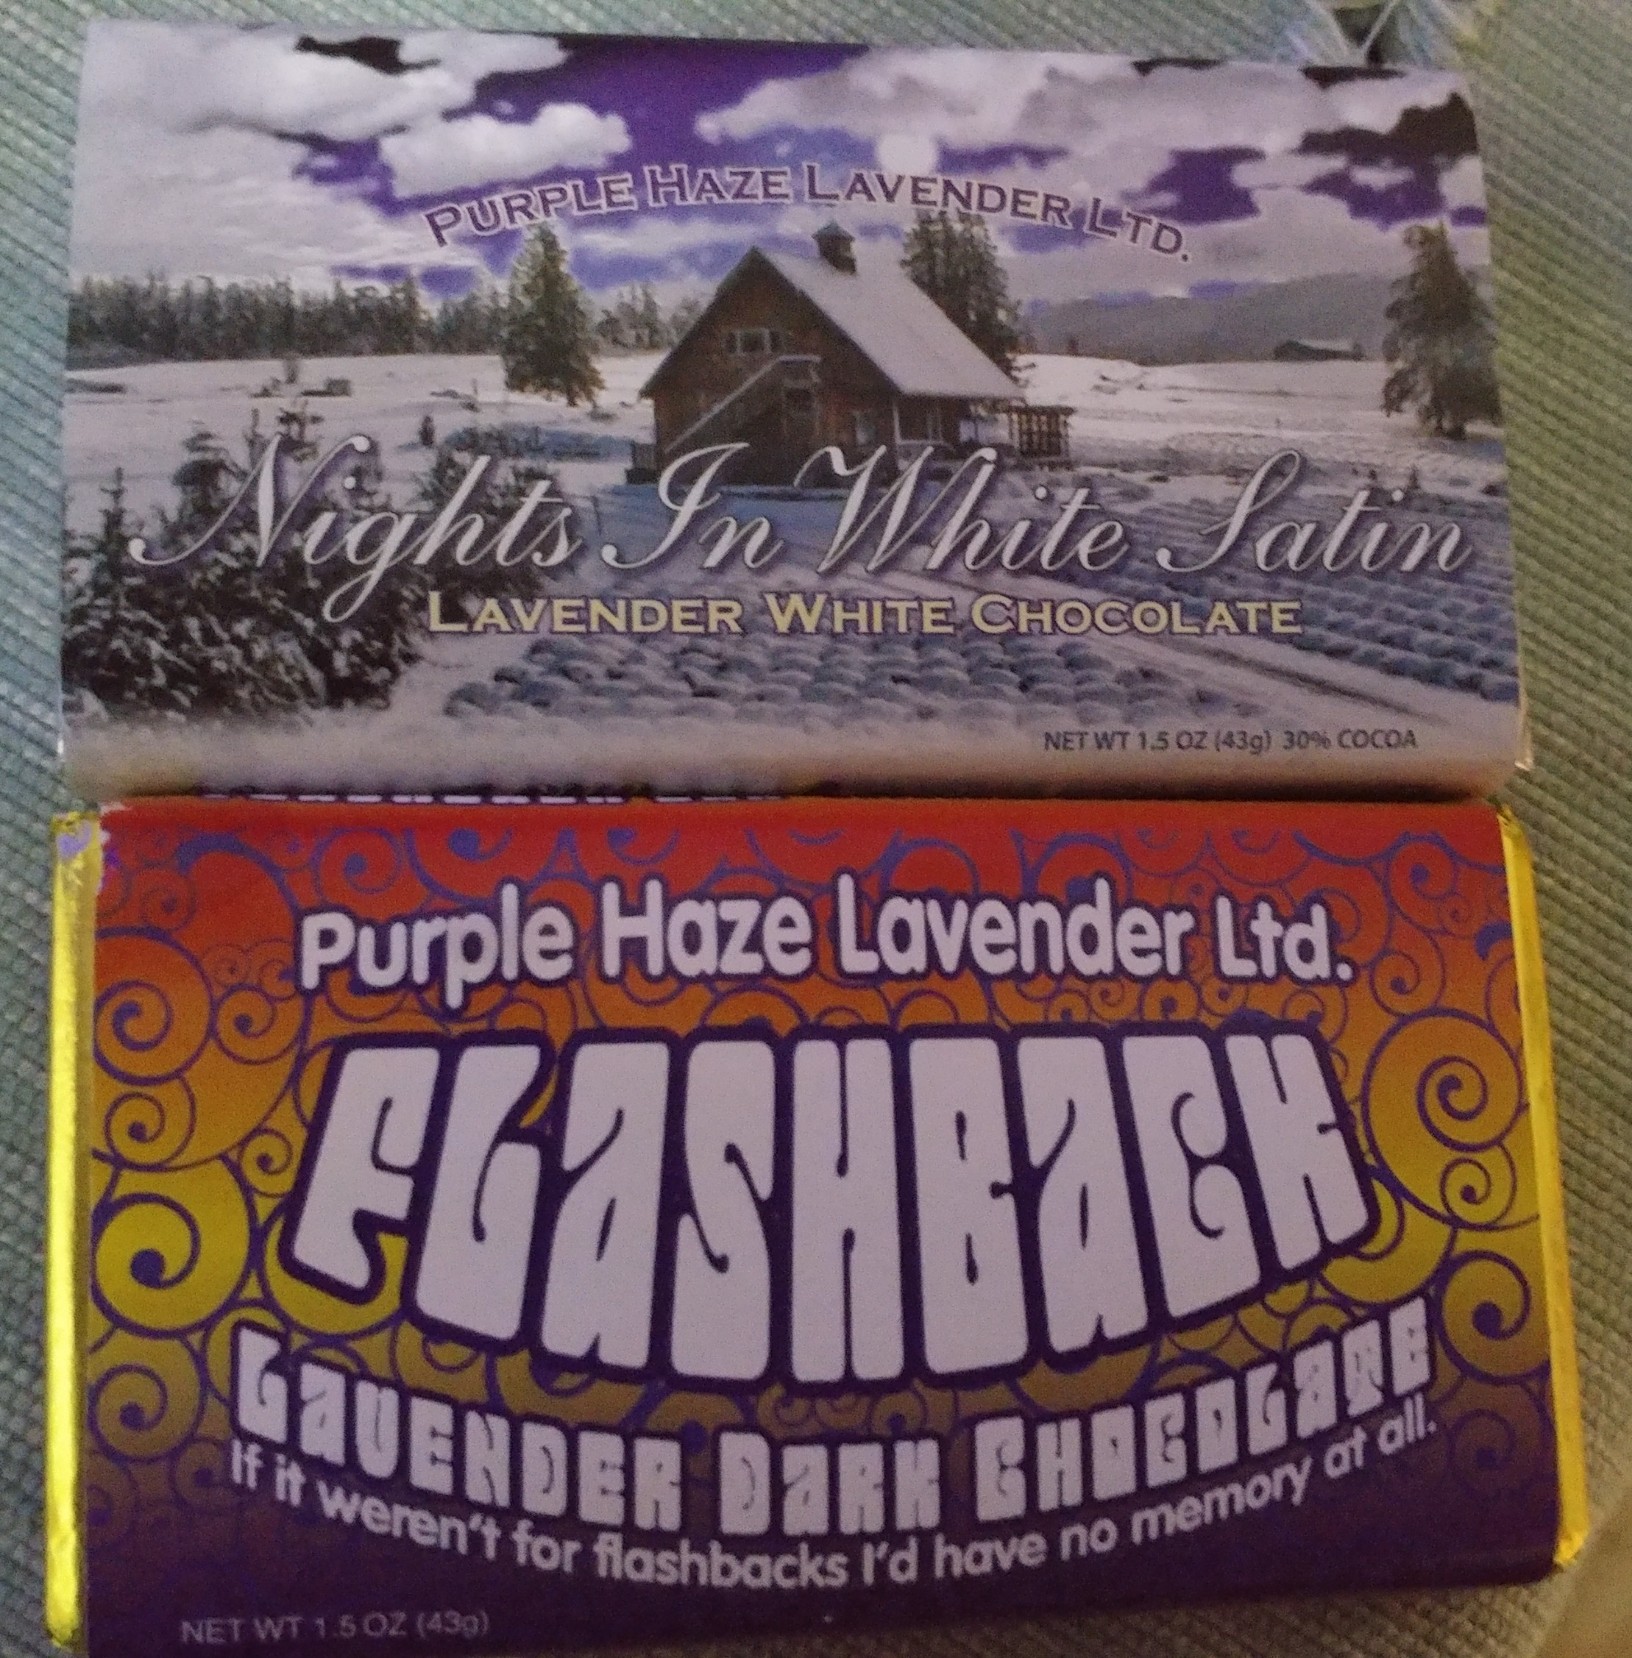 PURPLE HAZE LAVENDER LTD.
Nights In White Satin
LAVENDER WHITE CHOCOLATE
NET WT 1.5 OZ (43g) 30% COCOA
Purple Haze Lavender Ltd.
FLASHBACK
LAVENDER DARK CHOCOLATE
If it weren't for flashbacks I'd have no memory at all.
NET WT 1.5 OZ (43g)